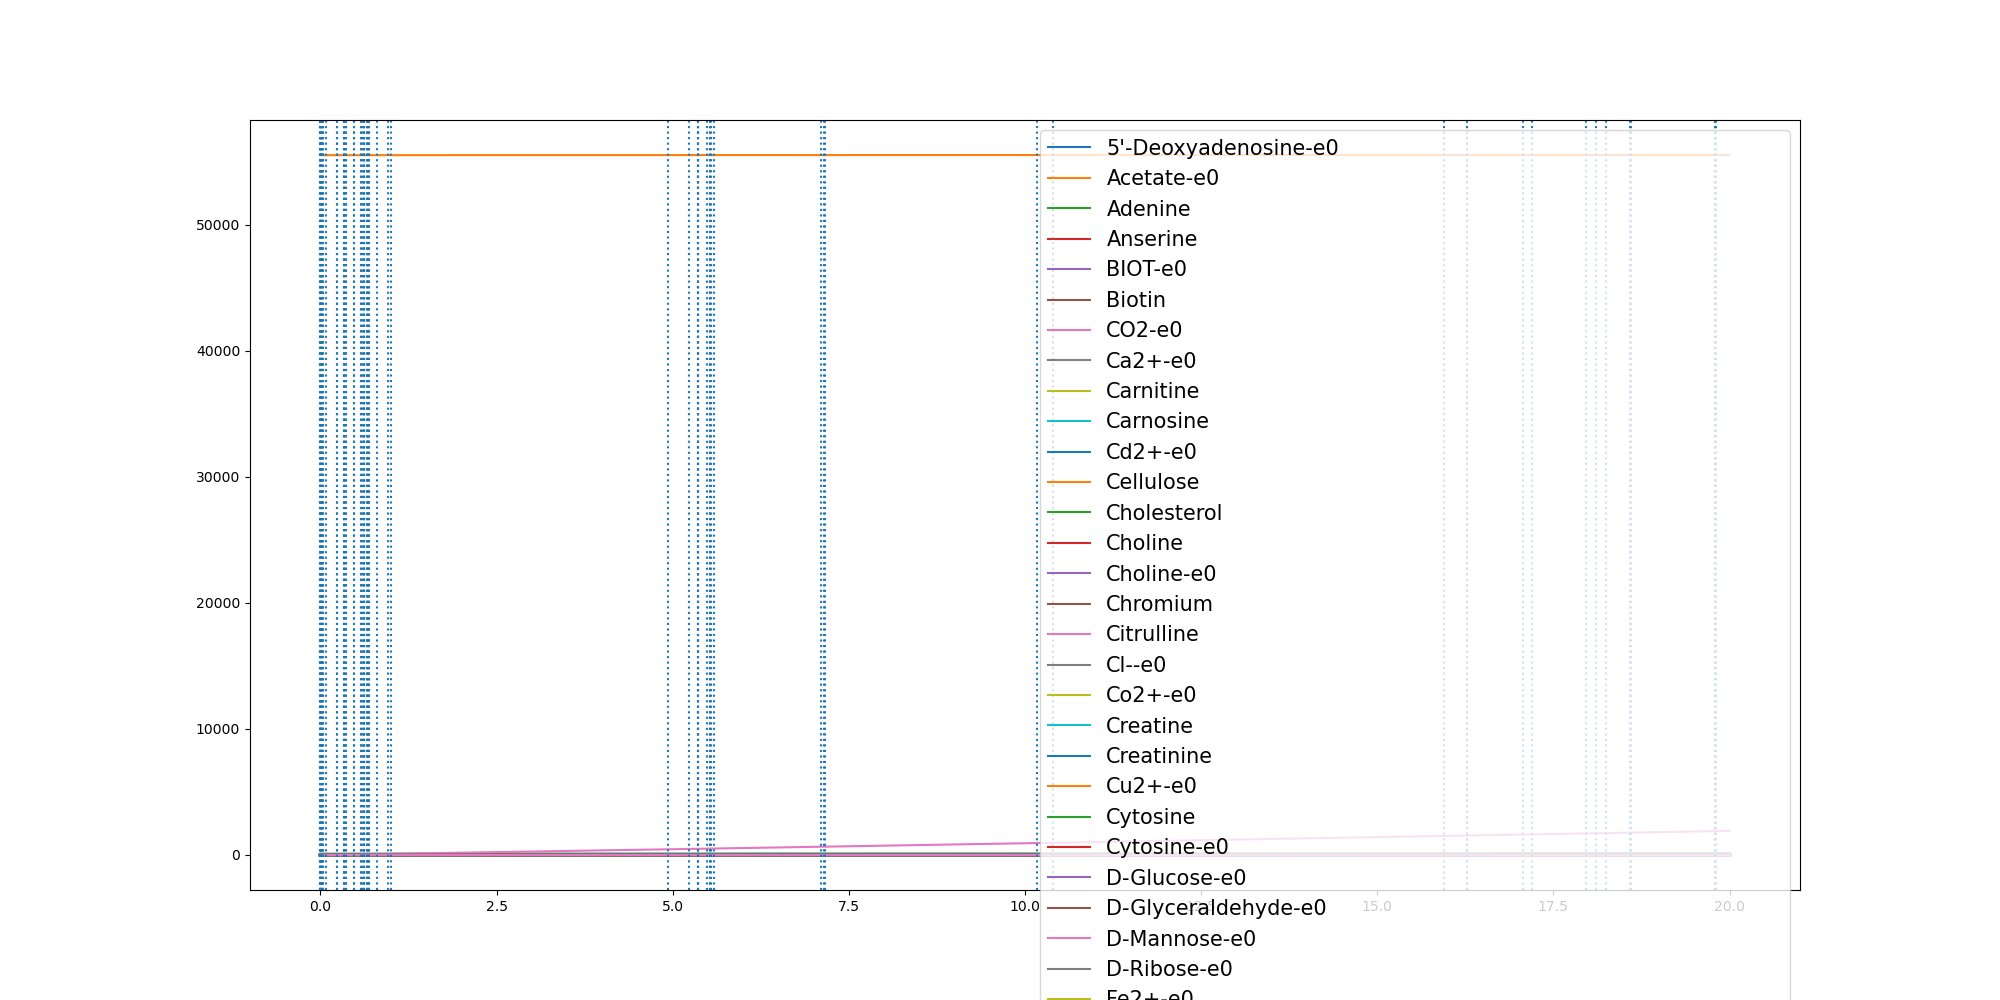 50000
40000
30000
20000
10000
0
0.0 2.5 5.0 7.5 10.0 15.0 17.5 20.0
5'-Deoxyadenosine-e0
Acetate-e0
Adenine
Anserine
BIOT-e0
Biotin
CO2-e0
Ca2+-e0
Carnitine
Carnosine
Cd2+-e0
Cellulose
Cholesterol
Choline
Choline-e0
Chromium
Citrulline
Cl--e0
Co2+-e0
Creatine
Creatinine
Cu2+-e0
Cytosine
Cytosine-e0
D-Glucose-e0
D-Glyceraldehyde-e0
D-Mannose-e0
D-Ribose-e0
Fe2+-e0